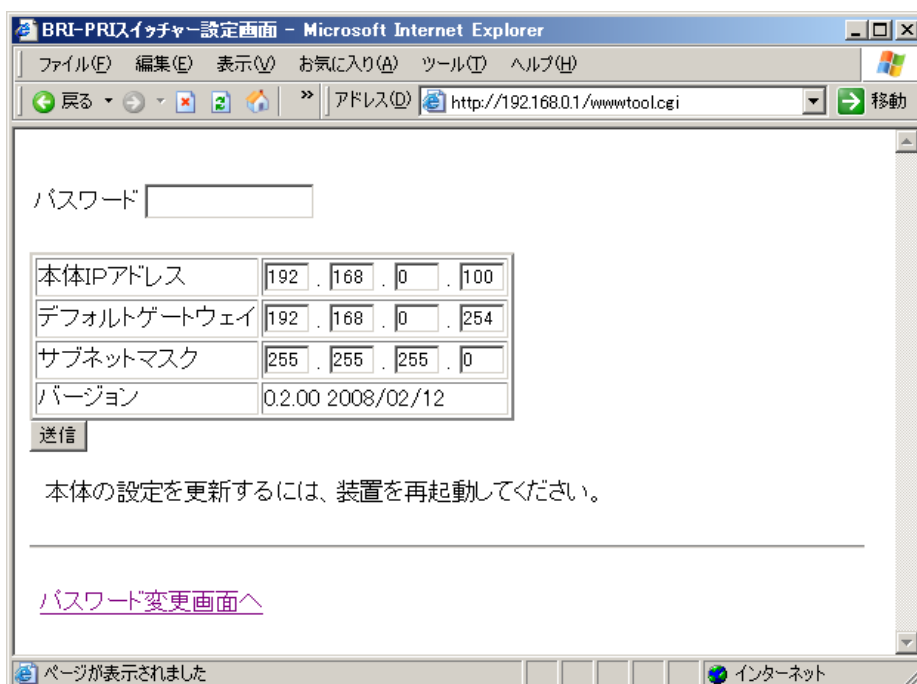 BRI-PRIスイッチャー設定画面 - Microsoft Internet Explorer
ファイル(F) 編集(E) 表示(V) お気に入り(A) ツール(T) ヘルプ(H)
戻る » アドレス(D) http://192.168.0.1/wwwtool.cgi 移動
パスワード
本体IPアドレス 192 . 168 . 0 . 100
デフォルトゲートウェイ 192 . 168 . 0 . 254
サブネットマスク 255 . 255 . 255 . 0
バージョン 0.2.00 2008/02/12
送信
本体の設定を更新するには、装置を再起動してください。
パスワード変更画面へ
ページが表示されました インターネット